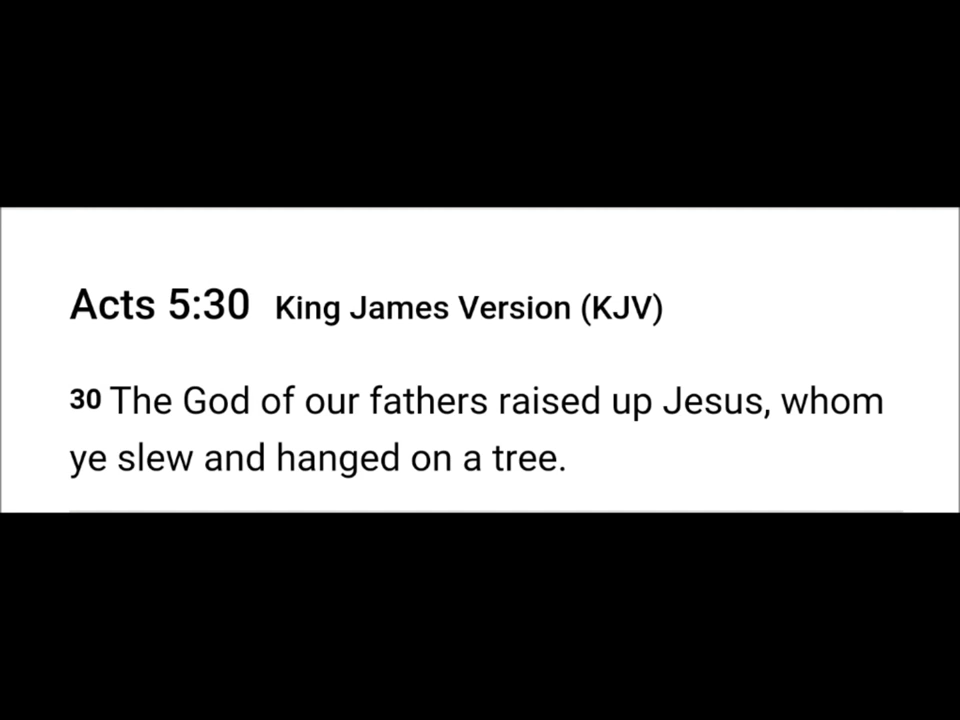 Acts 5:30 King James Version (KJV)
30 The God of our fathers raised up Jesus, whom
ye slew and hanged on a tree.